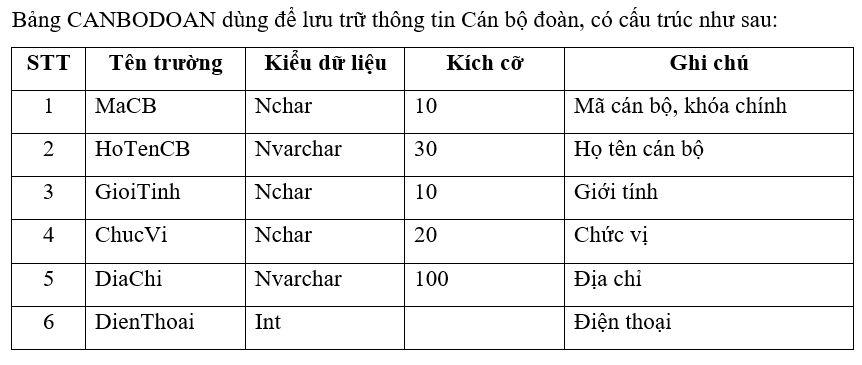 Bảng CANBODOAN dùng để lưu trữ thông tin Cán bộ đoàn, có cấu trúc như sau:
STT Tên trường Kiểu dữ liệu Kích cỡ Ghi chú
1 MaCB Nchar 10 Mã cán bộ, khóa chính
2 HoTenCB Nvarchar 30 Họ tên cán bộ
3 GioiTinh Nchar 10 Giới tính
4 ChucVi Nchar 20 Chức vị
5 DiaChi Nvarchar 100 Địa chỉ
6 DienThoai Int Điện thoại